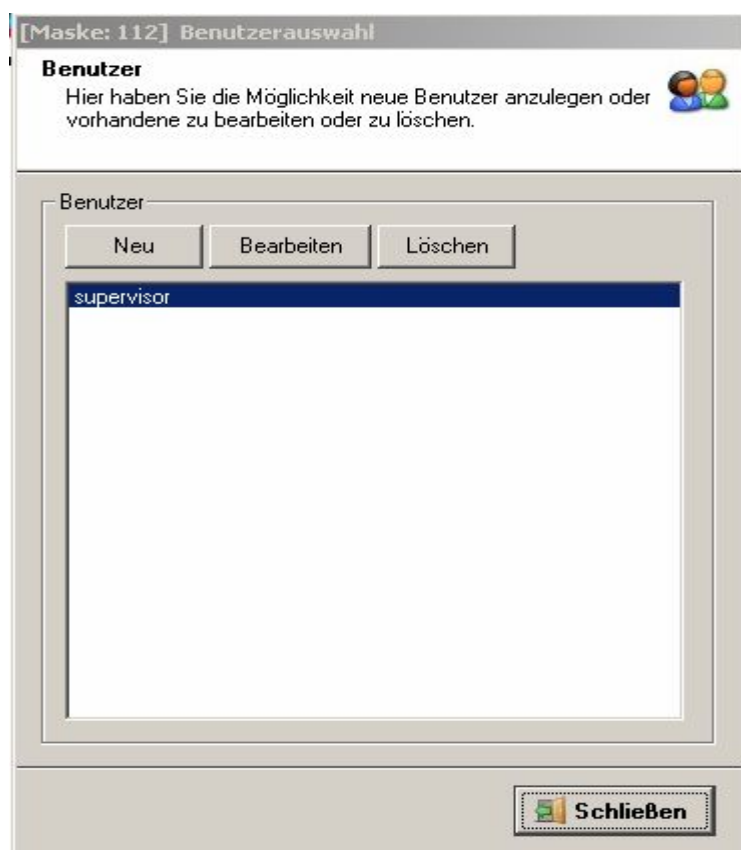 [Maske: 112] Benutzerauswahl
Benutzer
Hier haben Sie die Möglichkeit neue Benutzer anzulegen oder
vorhandene zu bearbeiten oder zu löschen.
Benutzer
Neu Bearbeiten Löschen
supervisor
Schließen